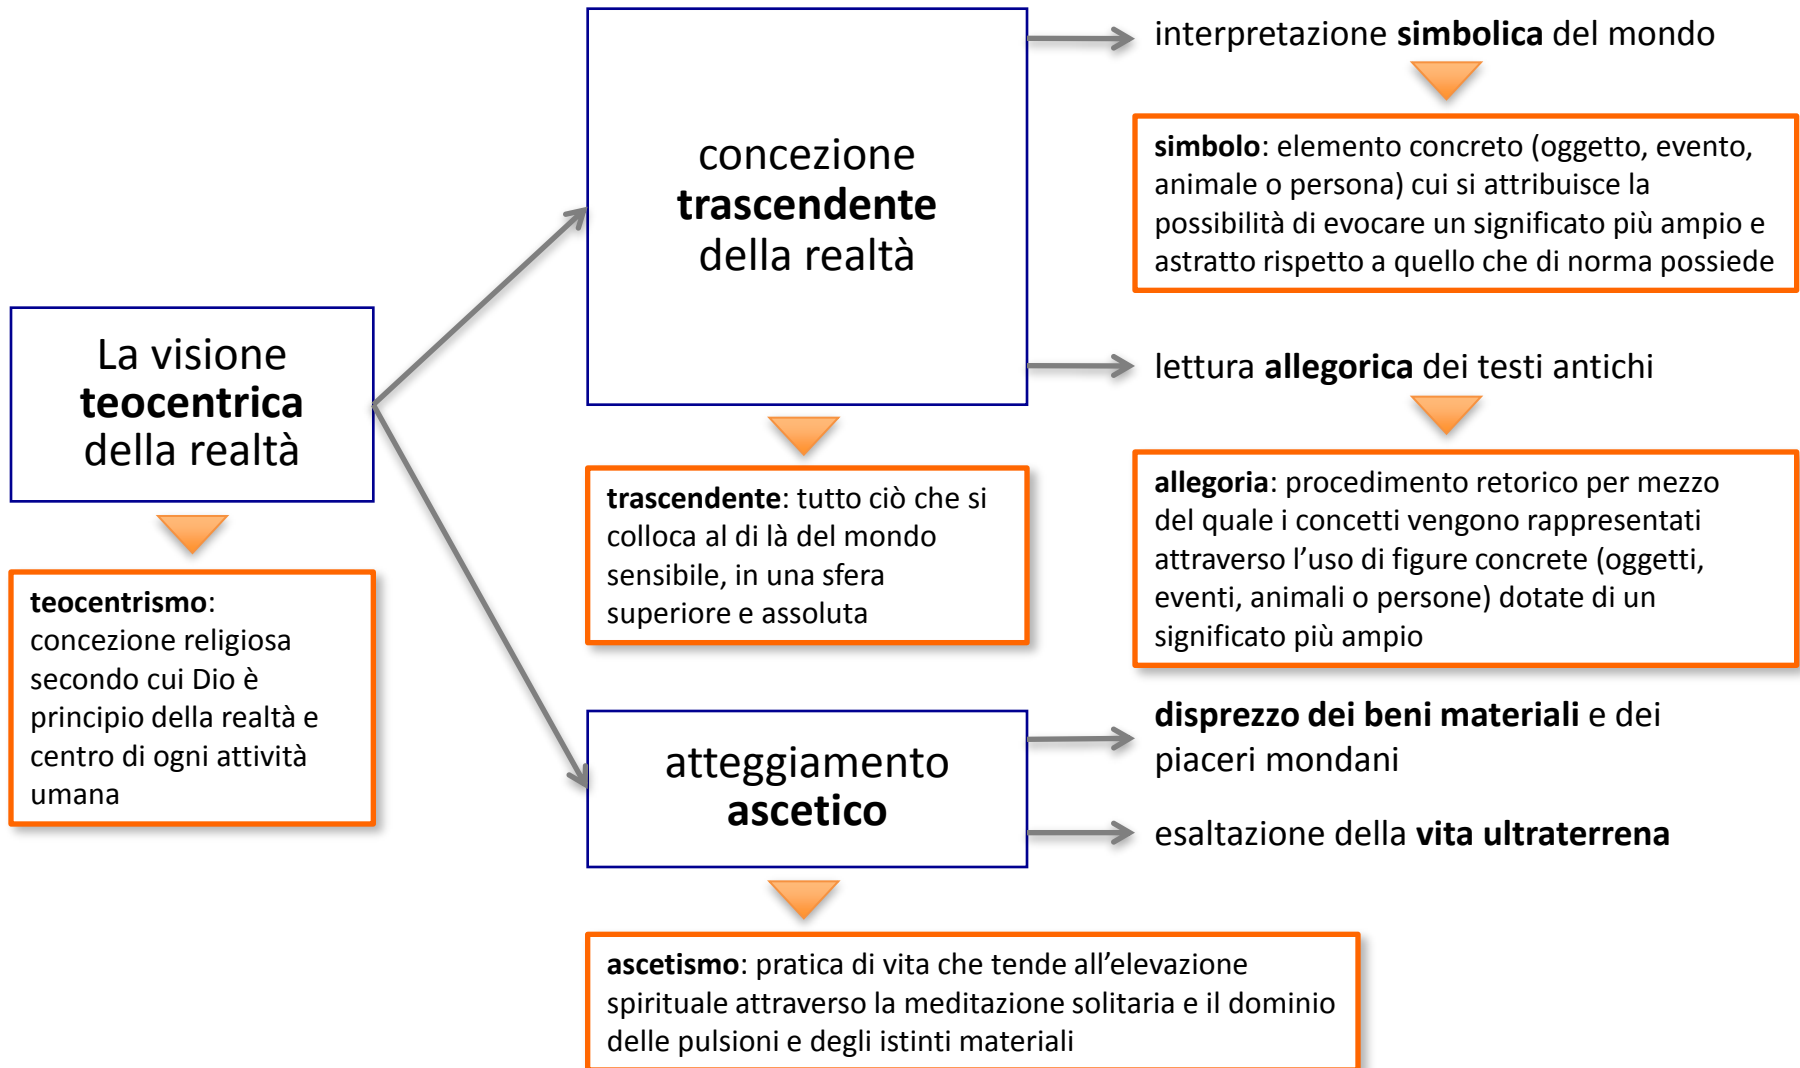 La visione
teocentrica
della realtà
teocentrismo:
concezione religiosa
secondo cui Dio è
principio della realtà e
centro di ogni attività
umana
concezione
trascendente
della realtà
trascendente: tutto ciò che si
colloca al di là del mondo
sensibile, in una sfera
superiore e assoluta
interpretazione simbolica del mondo
simbolo: elemento concreto (oggetto, evento,
animale o persona) cui si attribuisce la
possibilità di evocare un significato più ampio e
astratto rispetto a quello che di norma possiede
lettura allegorica dei testi antichi
allegoria: procedimento retorico per mezzo
del quale i concetti vengono rappresentati
attraverso l’uso di figure concrete (oggetti,
eventi, animali o persone) dotate di un
significato più ampio
atteggiamento
ascetico
disprezzo dei beni materiali e dei
piaceri mondani
esaltazione della vita ultraterrena
ascetismo: pratica di vita che tende all’elevazione
spirituale attraverso la meditazione solitaria e il dominio
delle pulsioni e degli istinti materiali